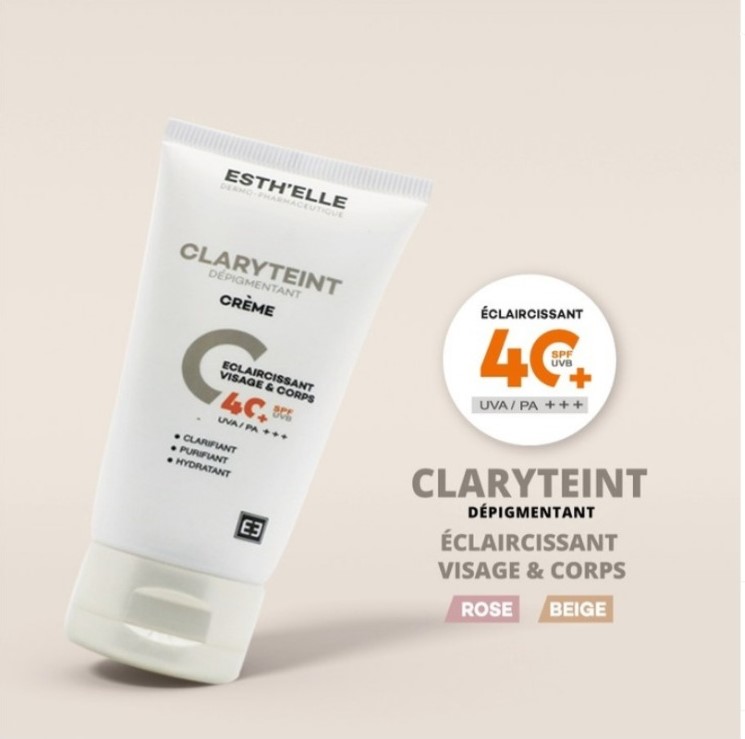 ESTH'ELLE
DERMO-PHARMACEUTIQUE
CLARYTEINT
DÉPIGMENTANT
CRÈME
ECLAIRCISSANT
VISAGE & CORPS
40+ SPF UVB
UVA / PA +++
• CLARIFIANT
• PURIFIANT
• HYDRATANT
ÉCLAIRCISSANT
40+ SPF UVB
UVA / PA +++
CLARYTEINT
DÉPIGMENTANT
ÉCLAIRCISSANT
VISAGE & CORPS
ROSE BEIGE